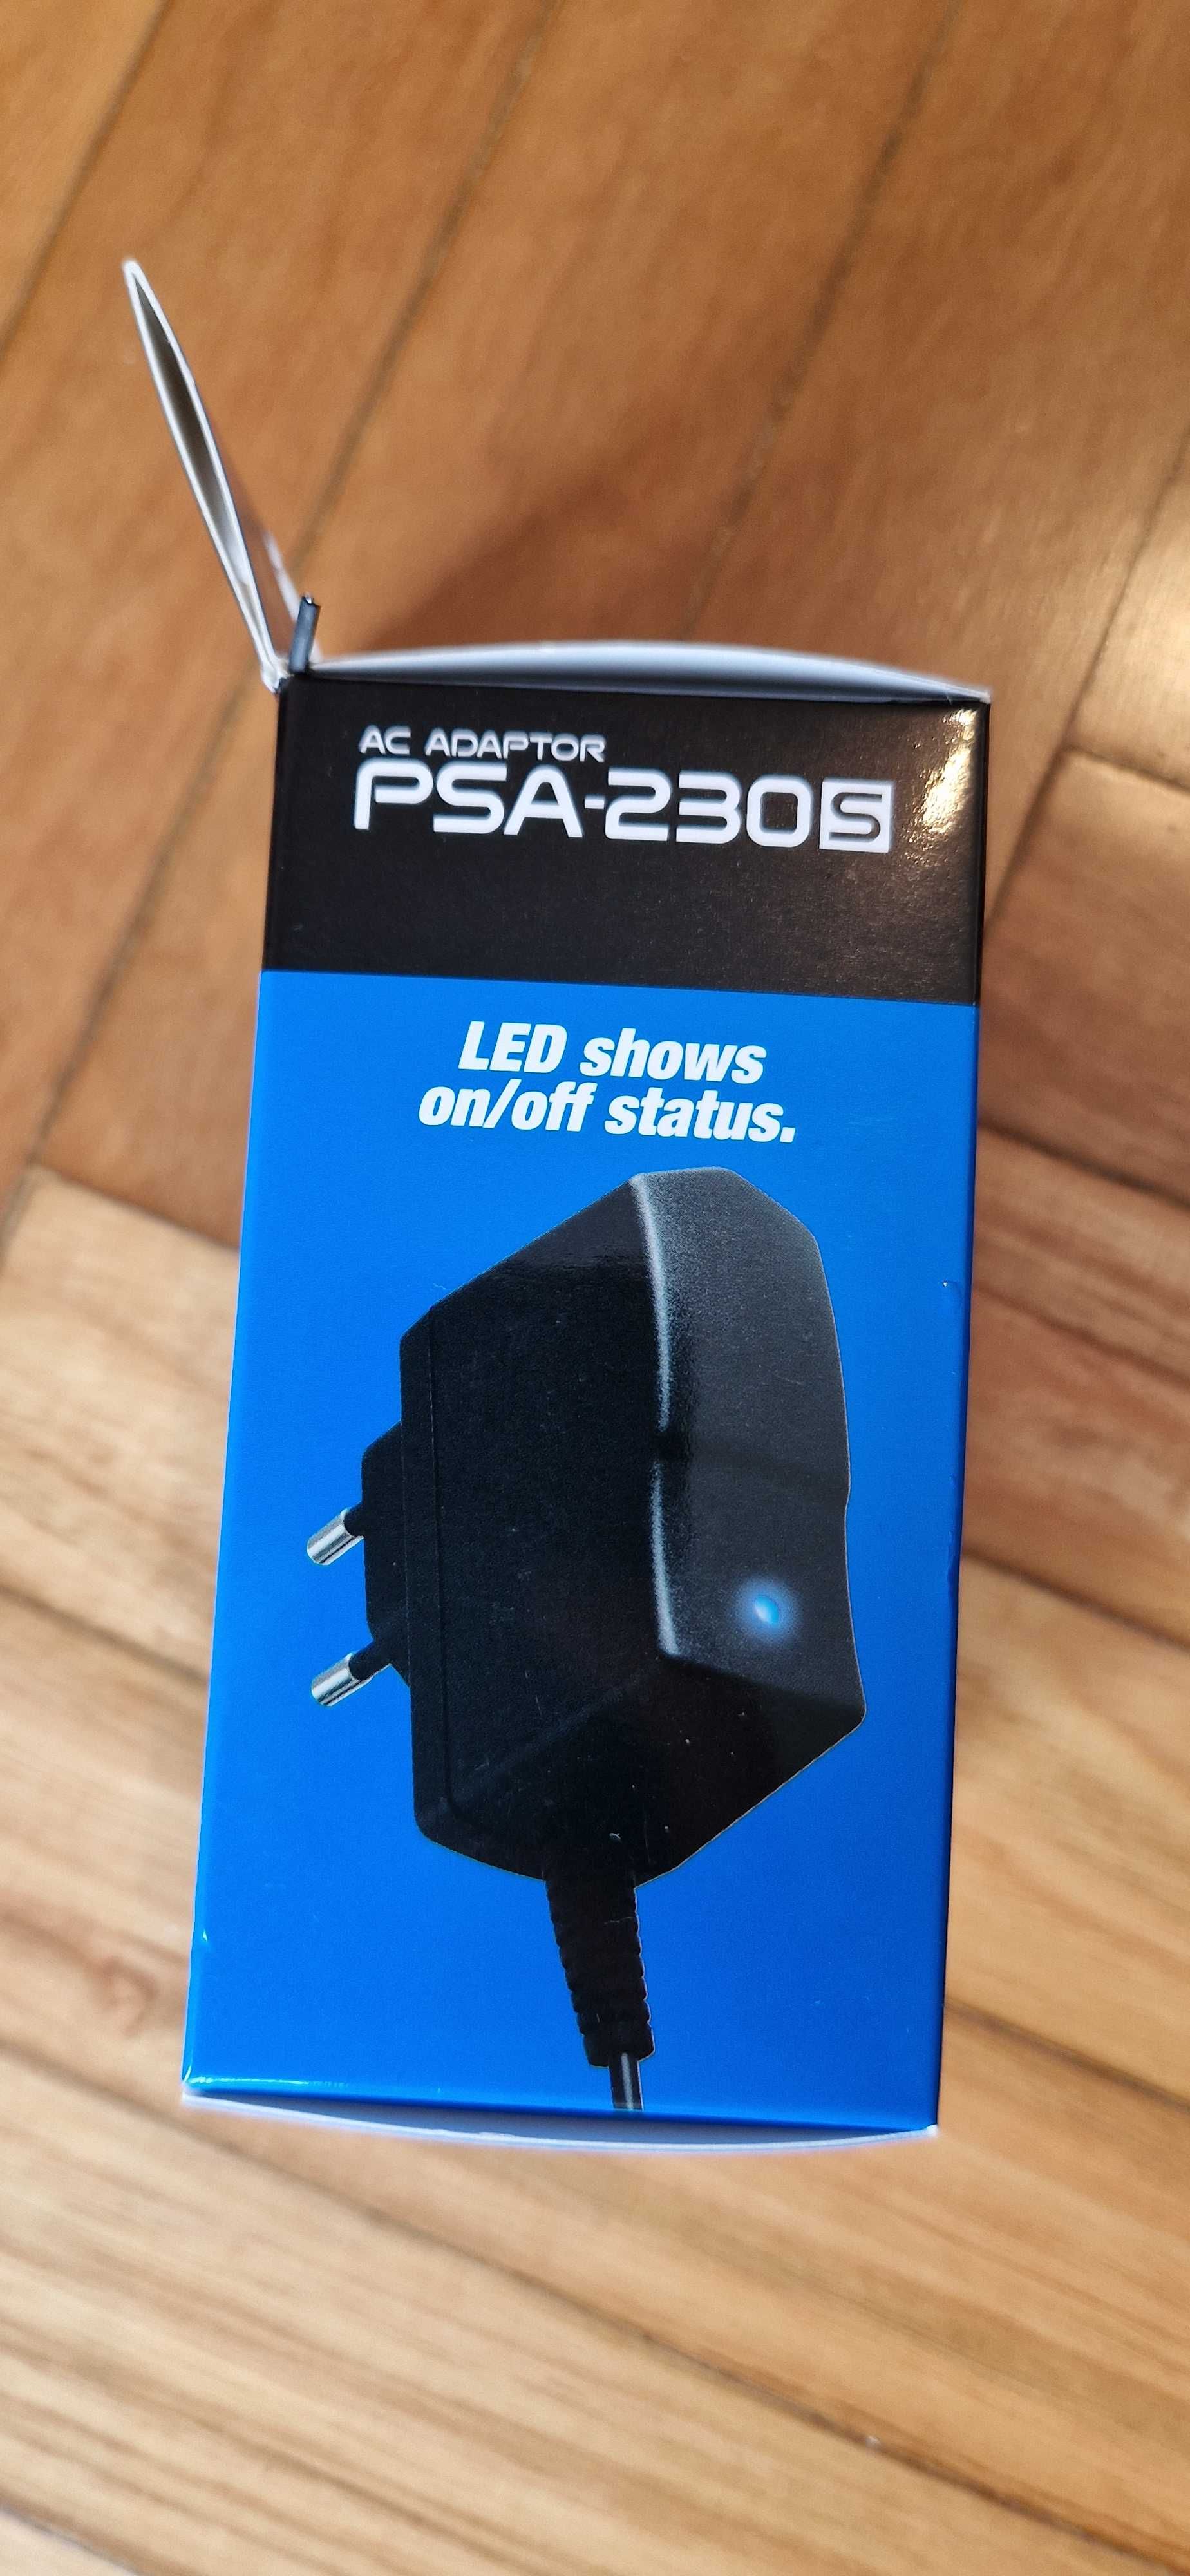 AC ADAPTOR
PSA-230S
LED shows
on/off status.